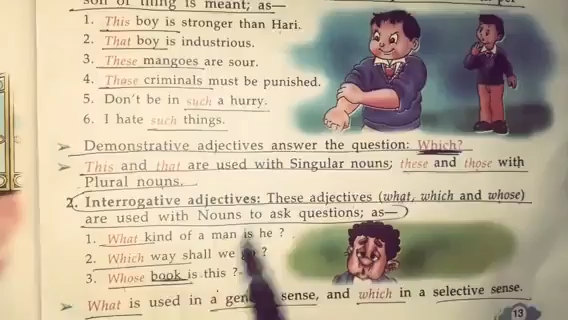 son or thing is meant; as—
1. This boy is stronger than Hari.
2. That boy is industrious.
3. These mangoes are sour.
4. Those criminals must be punished.
5. Don't be in such a hurry.
6. I hate such things.
➤ Demonstrative adjectives answer the question: Which?
➤ This and that are used with Singular nouns; these and those with
Plural nouns.
2. Interrogative adjectives: These adjectives (what, which and whose)
are used with Nouns to ask questions; as—
1. What kind of a man is he ?
2. Which way shall we ?
3. Whose book is this ?
➤ What is used in a sense, and which in a selective sense.
13